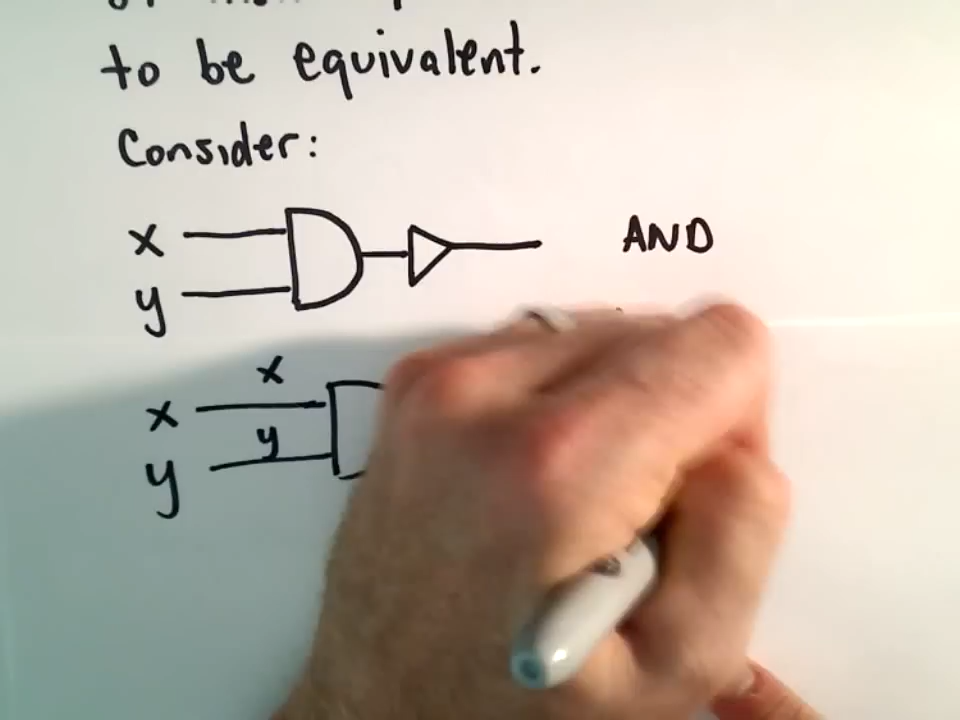 to be equivalent.
Consider:
x
y
AND
x
x
y
y